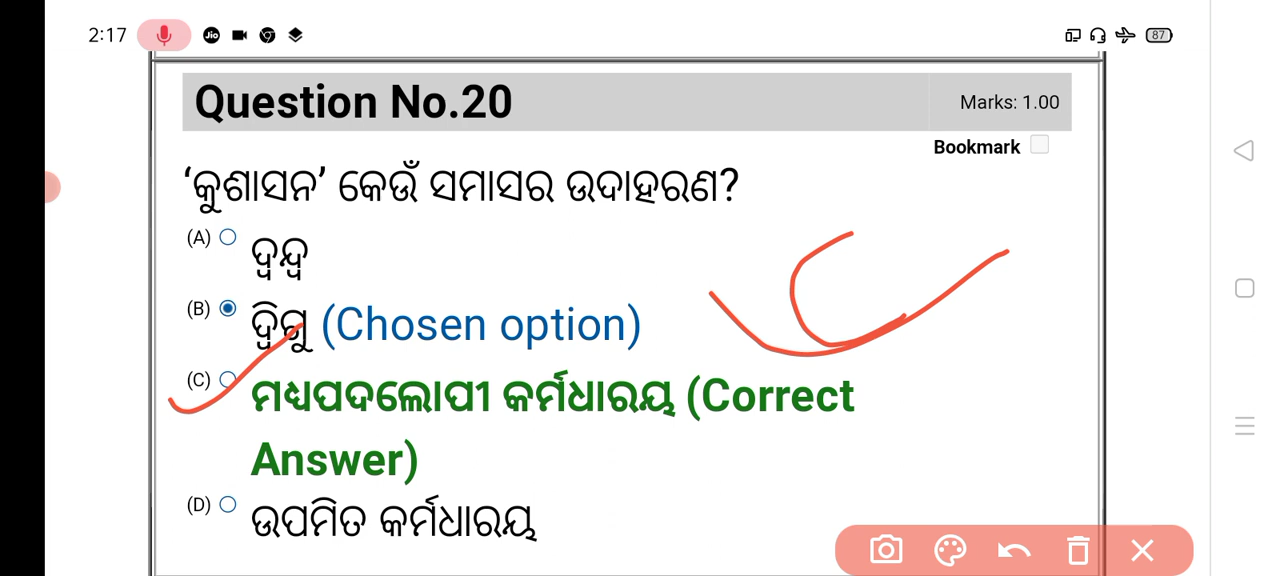 2:17
87
Question No.20
Marks: 1.00
Bookmark
‘କୁଶାସନ’ କେଉଁ ସମାସର ଉଦାହରଣ?
(A) ଦ୍ୱନ୍ଦ୍ୱ
(B) ଦ୍ୱିଗୁ (Chosen option)
(C) ମଧ୍ୟପଦଲୋପୀ କର୍ମଧାରୟ (Correct
Answer)
(D) ଉପମିତ କର୍ମଧାରୟ